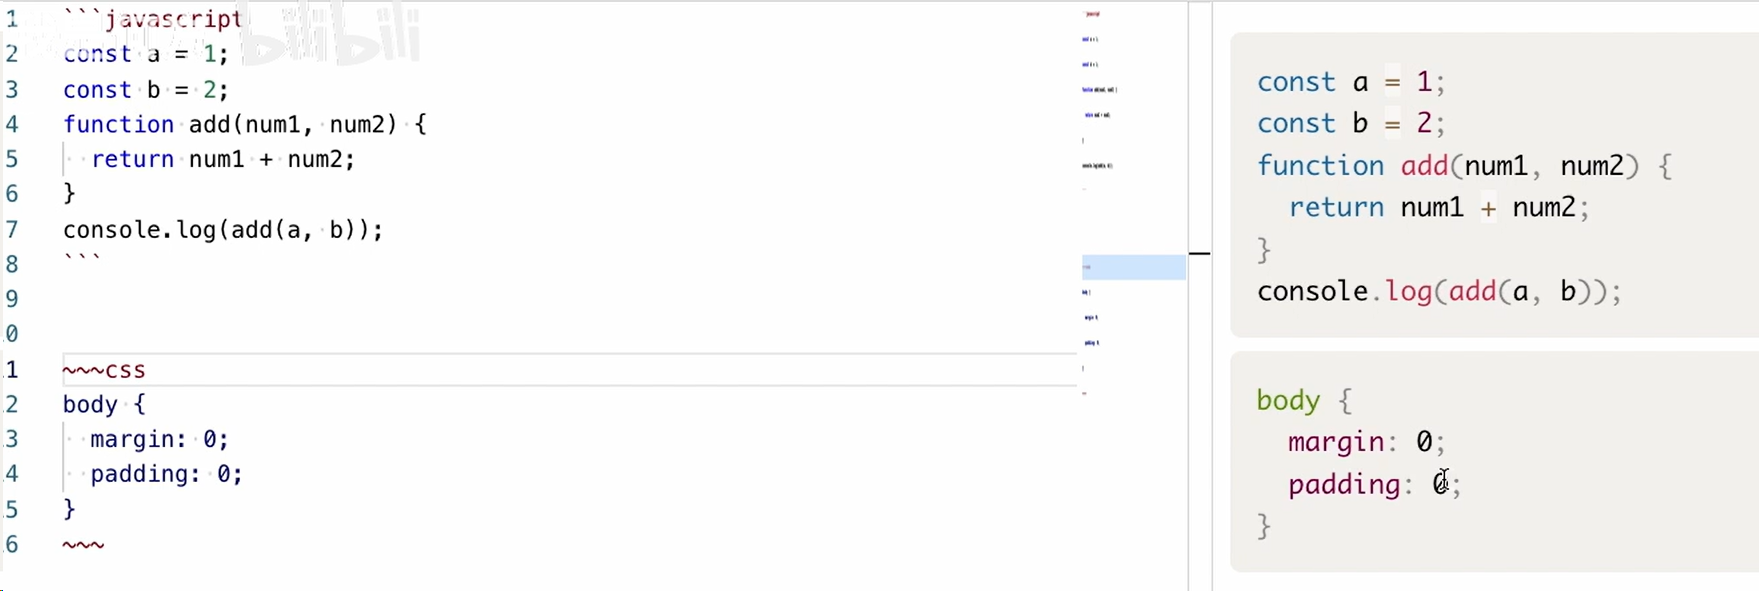 1 ```javascript
bilibili
2 const a = 1;
3 const b = 2;
4 function add(num1, num2) {
5   return num1 + num2;
6 }
7 console.log(add(a, b));
8 ```
9
0
1 ~~~css
2 body {
3   margin: 0;
4   padding: 0;
5 }
6 ~~~
const a = 1;
const b = 2;
function add(num1, num2) {
  return num1 + num2;
}
console.log(add(a, b));
body {
  margin: 0;
  padding: 0;
}